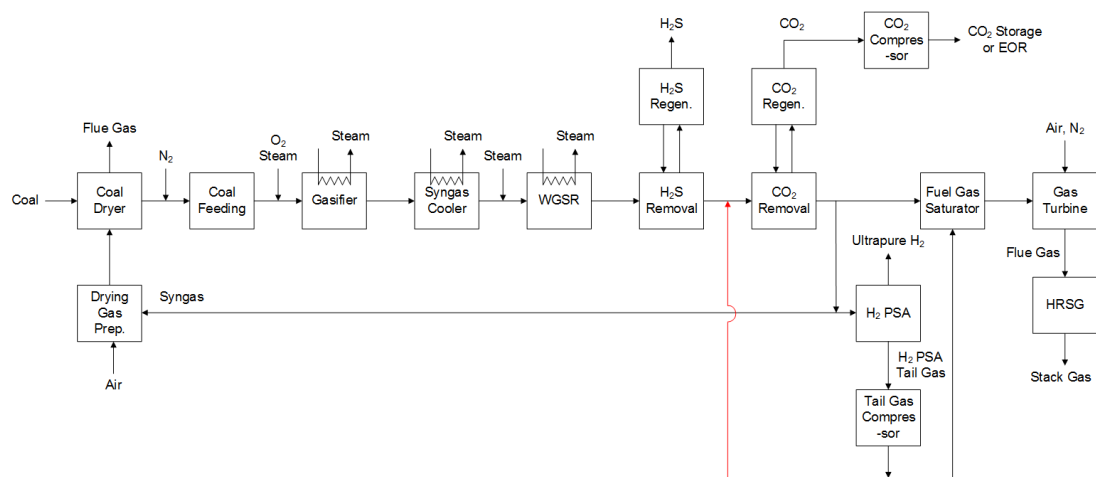 H₂S
CO₂
CO₂
Compres
-sor
CO₂ Storage
or EOR
H₂S
Regen.
CO₂
Regen.
Flue Gas
N₂
O₂
Steam
Steam
Steam
Steam
Steam
Air, N₂
Coal
Coal
Dryer
Coal
Feeding
Gasifier
Syngas
Cooler
WGSR
H₂S
Removal
CO₂
Removal
Fuel Gas
Saturator
Gas
Turbine
Ultrapure H₂
Flue Gas
Drying
Gas
Prep.
Syngas
H₂ PSA
HRSG
Air
H₂ PSA
Tail Gas
Stack Gas
Tail Gas
Compres
-sor